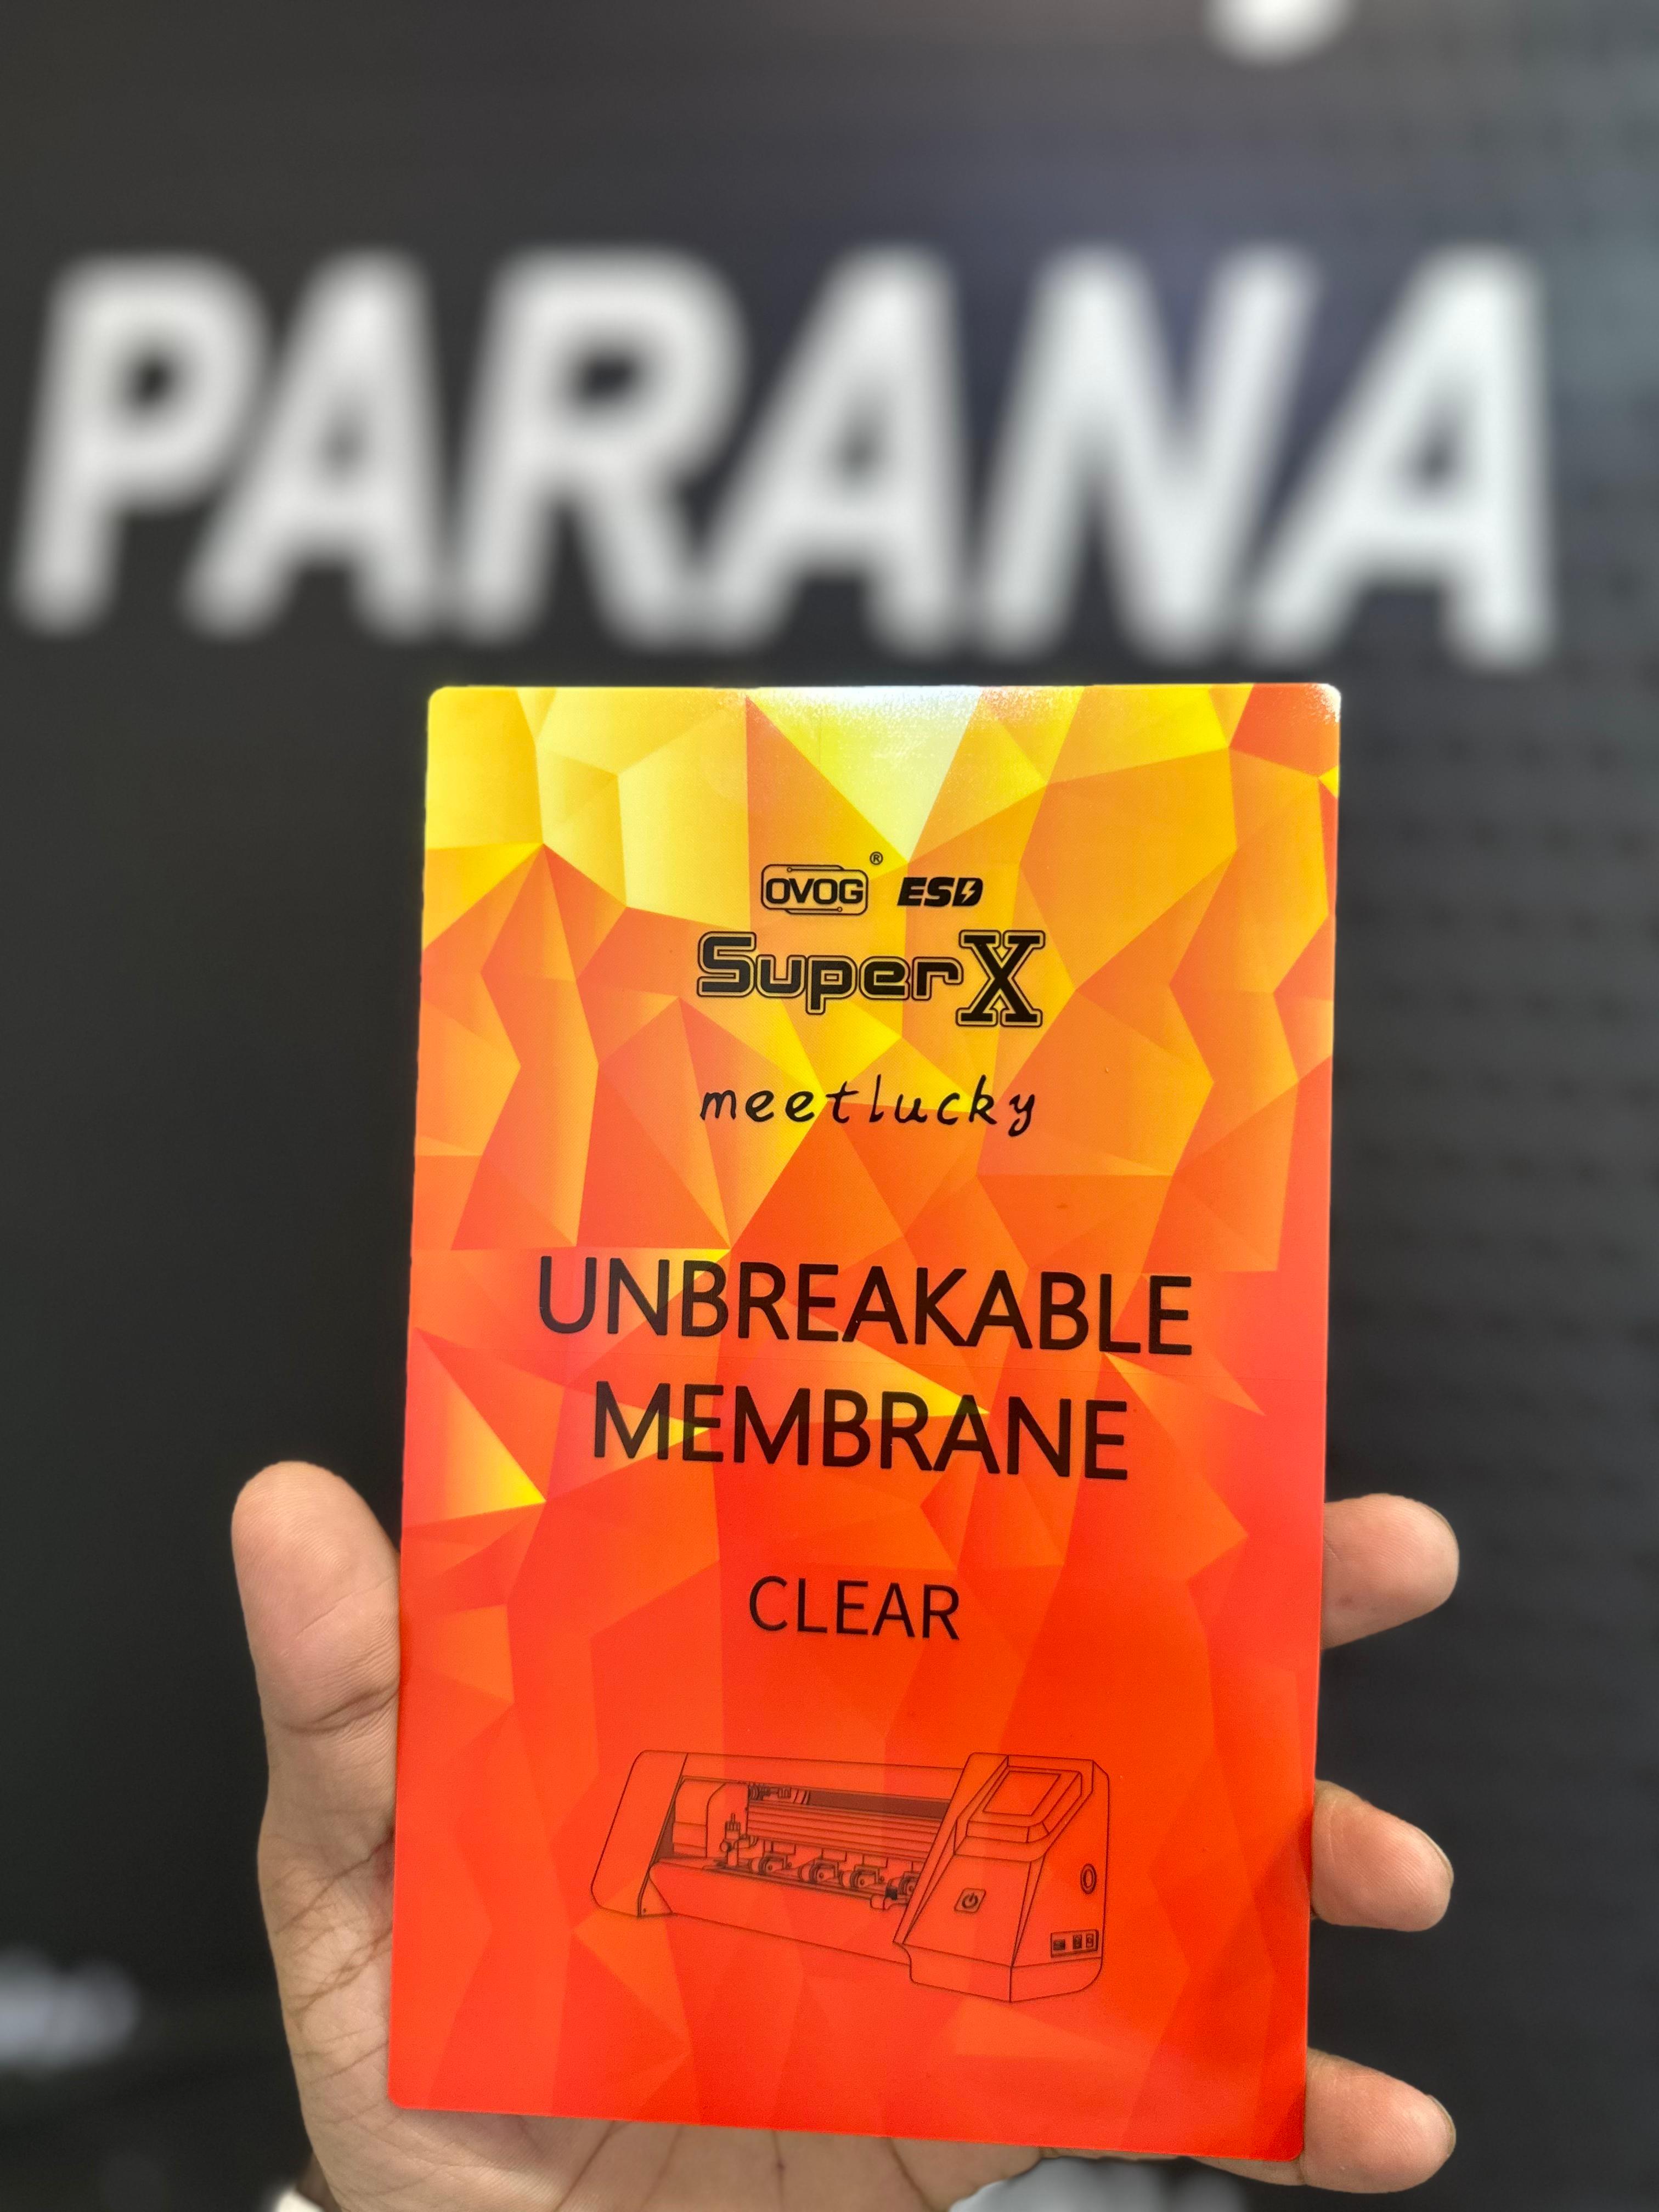 PARANA
OVOG® ESD
SuperX
meetlucky
UNBREAKABLE
MEMBRANE
CLEAR